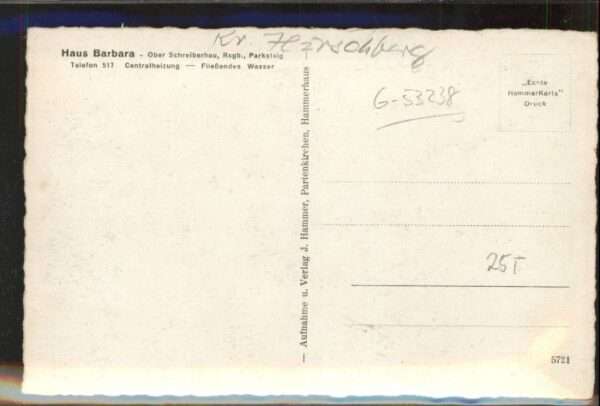 Kr. Hirschberg
Haus Barbara - Ober Schreiberhau, Rsgb., Parksteig
Telefon 517 Centralheizung — Fließendes Wasser
G-53238
„Echte
HammerKarte"
Druck
— Aufnahme u. Verlag J. Hammer, Partenkirchen, Hammerhaus —
25T
5721